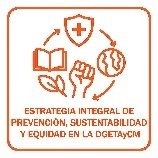 ESTRATEGIA INTEGRAL DE
PREVENCIÓN, SUSTENTABILIDAD
Y EQUIDAD EN LA DGETAyCM